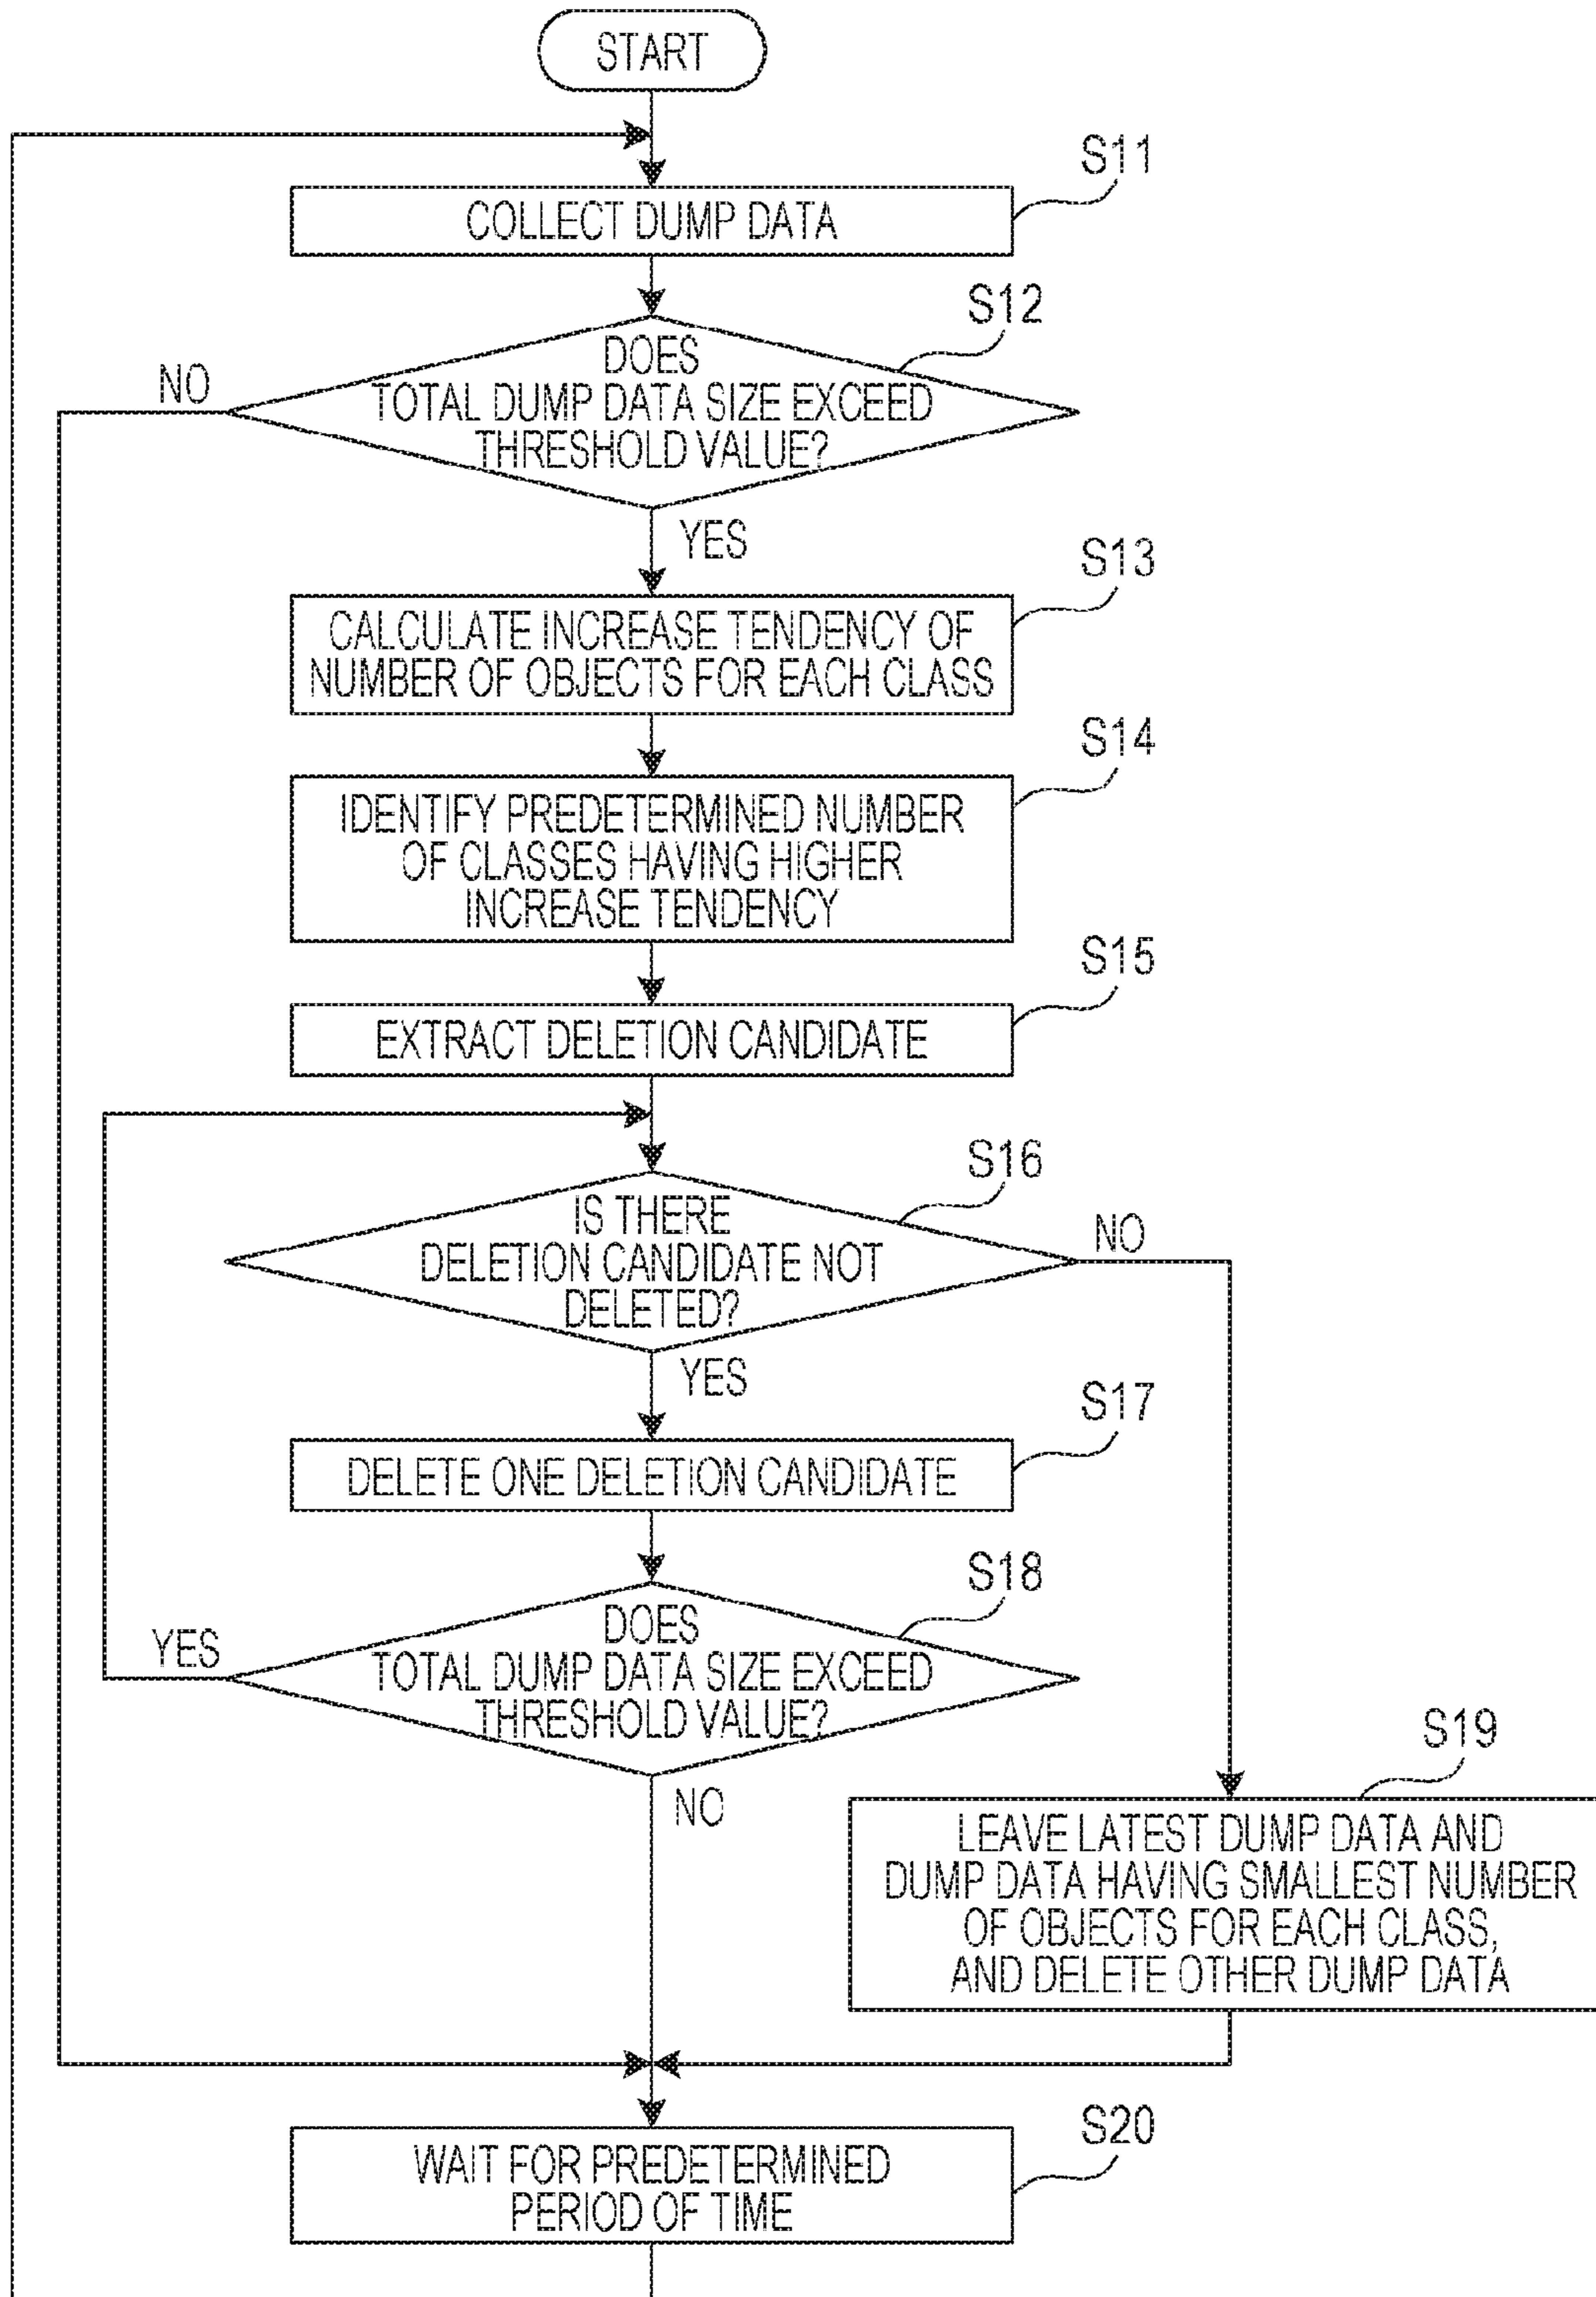 START
S11
COLLECT DUMP DATA
S12
DOES
TOTAL DUMP DATA SIZE EXCEED
THRESHOLD VALUE?
NO
YES
S13
CALCULATE INCREASE TENDENCY OF
NUMBER OF OBJECTS FOR EACH CLASS
S14
IDENTIFY PREDETERMINED NUMBER
OF CLASSES HAVING HIGHER
INCREASE TENDENCY
S15
EXTRACT DELETION CANDIDATE
S16
IS THERE
DELETION CANDIDATE NOT
DELETED?
NO
YES
S17
DELETE ONE DELETION CANDIDATE
S18
DOES
TOTAL DUMP DATA SIZE EXCEED
THRESHOLD VALUE?
YES
NO
S19
LEAVE LATEST DUMP DATA AND
DUMP DATA HAVING SMALLEST NUMBER
OF OBJECTS FOR EACH CLASS,
AND DELETE OTHER DUMP DATA
S20
WAIT FOR PREDETERMINED
PERIOD OF TIME